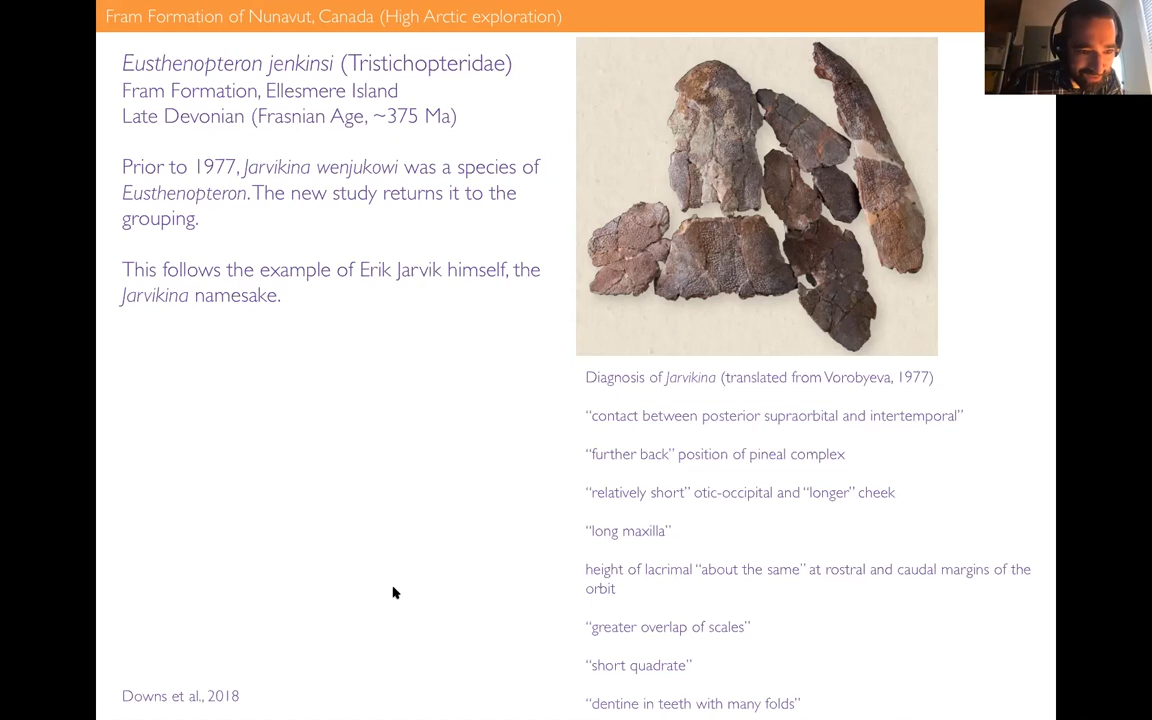 Fram Formation of Nunavut, Canada (High Arctic exploration)
Eusthenopteron jenkinsi (Tristichopteridae)
Fram Formation, Ellesmere Island
Late Devonian (Frasnian Age, ~375 Ma)
Prior to 1977, Jarvikina wenjukowi was a species of
Eusthenopteron. The new study returns it to the
grouping.
This follows the example of Erik Jarvik himself, the
Jarvikina namesake.
Downs et al., 2018
Diagnosis of Jarvikina (translated from Vorobyeva, 1977)
“contact between posterior supraorbital and intertemporal”
“further back” position of pineal complex
“relatively short” otic-occipital and “longer” cheek
“long maxilla”
height of lacrimal “about the same” at rostral and caudal margins of the
orbit
“greater overlap of scales”
“short quadrate”
“dentine in teeth with many folds”